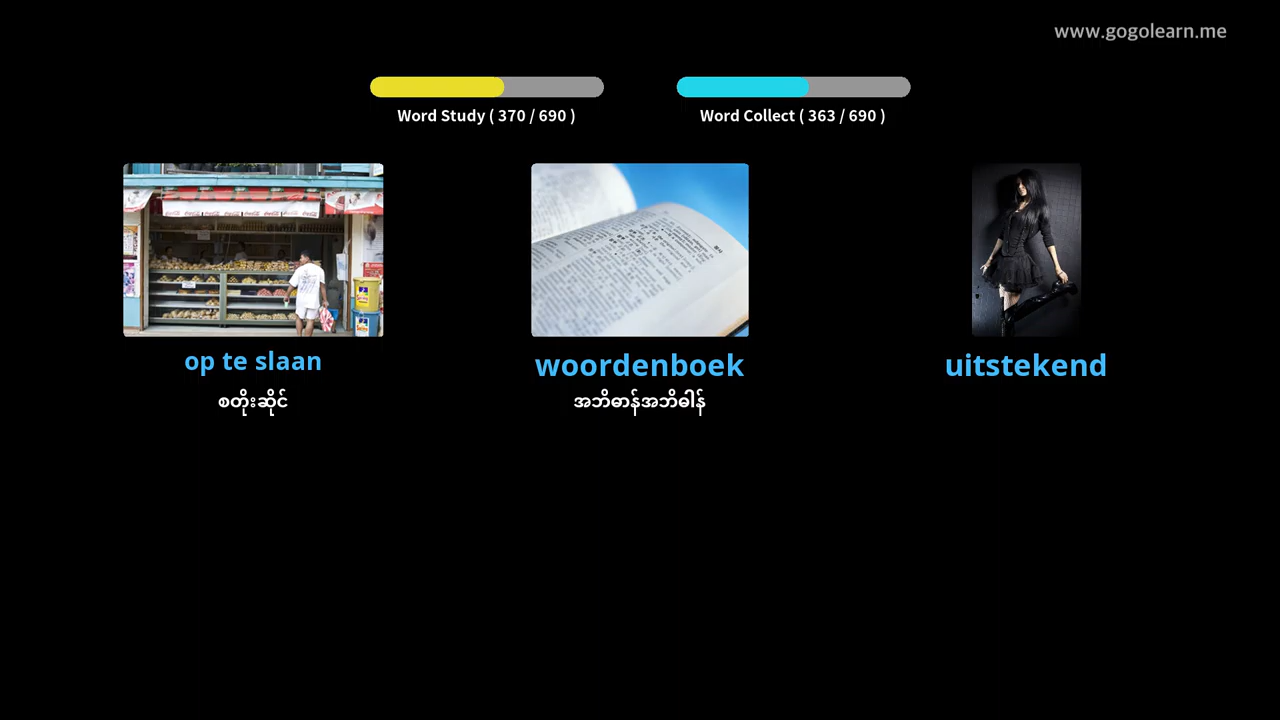 www.gogolearn.me
Word Study ( 370 / 690 )
Word Collect ( 363 / 690 )
op te slaan
woordenboek
uitstekend
စတိုးဆိုင်
အဘိဓာန်အဘိဓါန်